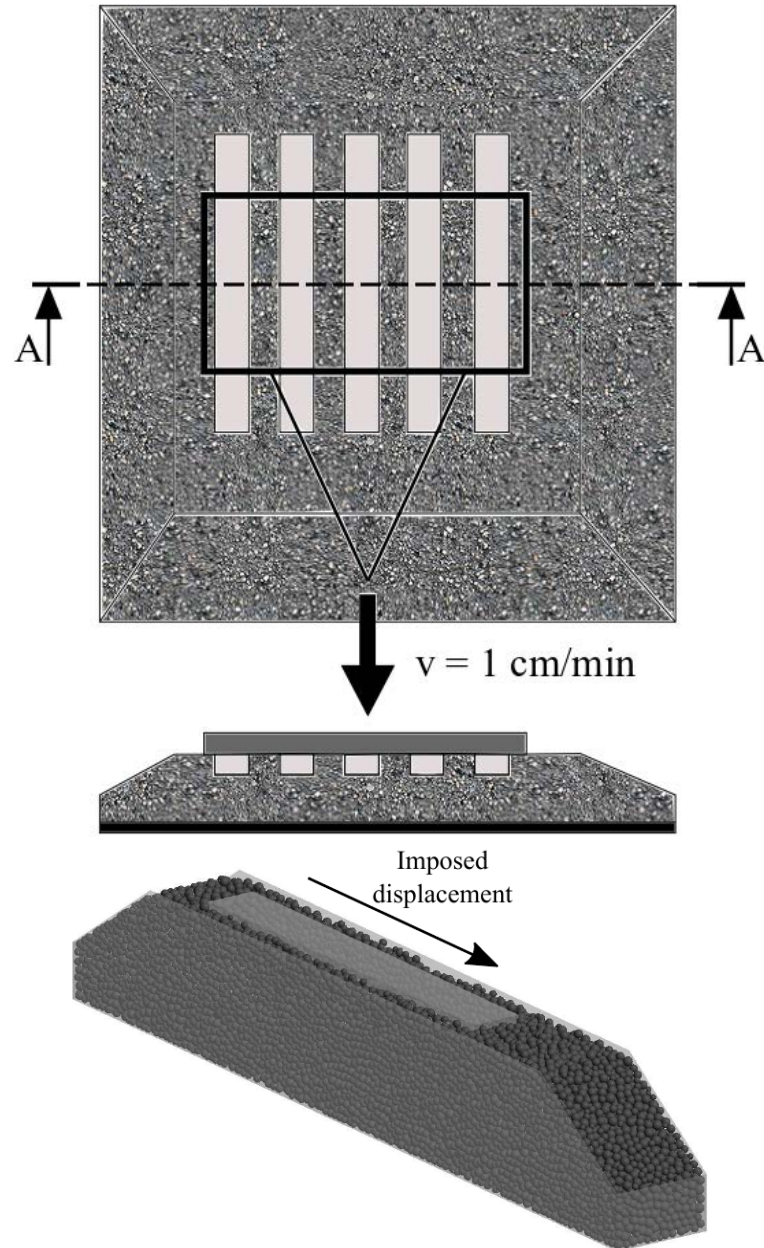 A
A
v = 1 cm/min
Imposed
displacement